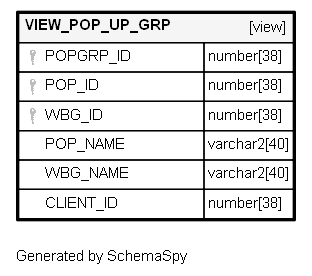 VIEW_POP_UP_GRP [view]
POPGRP_ID number[38]
POP_ID number[38]
WBG_ID number[38]
POP_NAME varchar2[40]
WBG_NAME varchar2[40]
CLIENT_ID number[38]
Generated by SchemaSpy